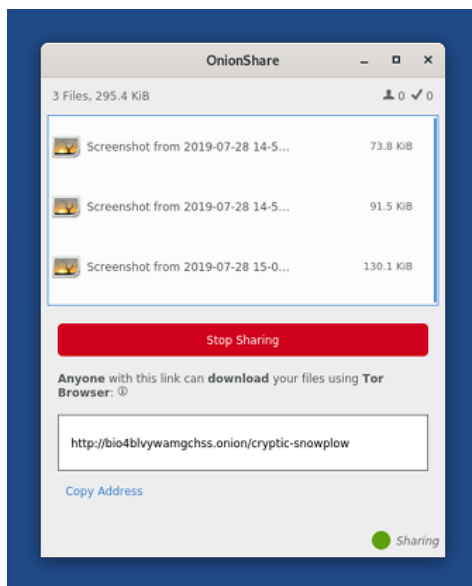 OnionShare
3 Files, 295.4 KiB 0 0
Screenshot from 2019-07-28 14-5... 73.8 KiB
Screenshot from 2019-07-28 14-5... 91.5 KiB
Screenshot from 2019-07-28 15-0... 130.1 KiB
Stop Sharing
Anyone with this link can download your files using Tor
Browser:
http://bio4blvywamgchss.onion/cryptic-snowplow
Copy Address
Sharing